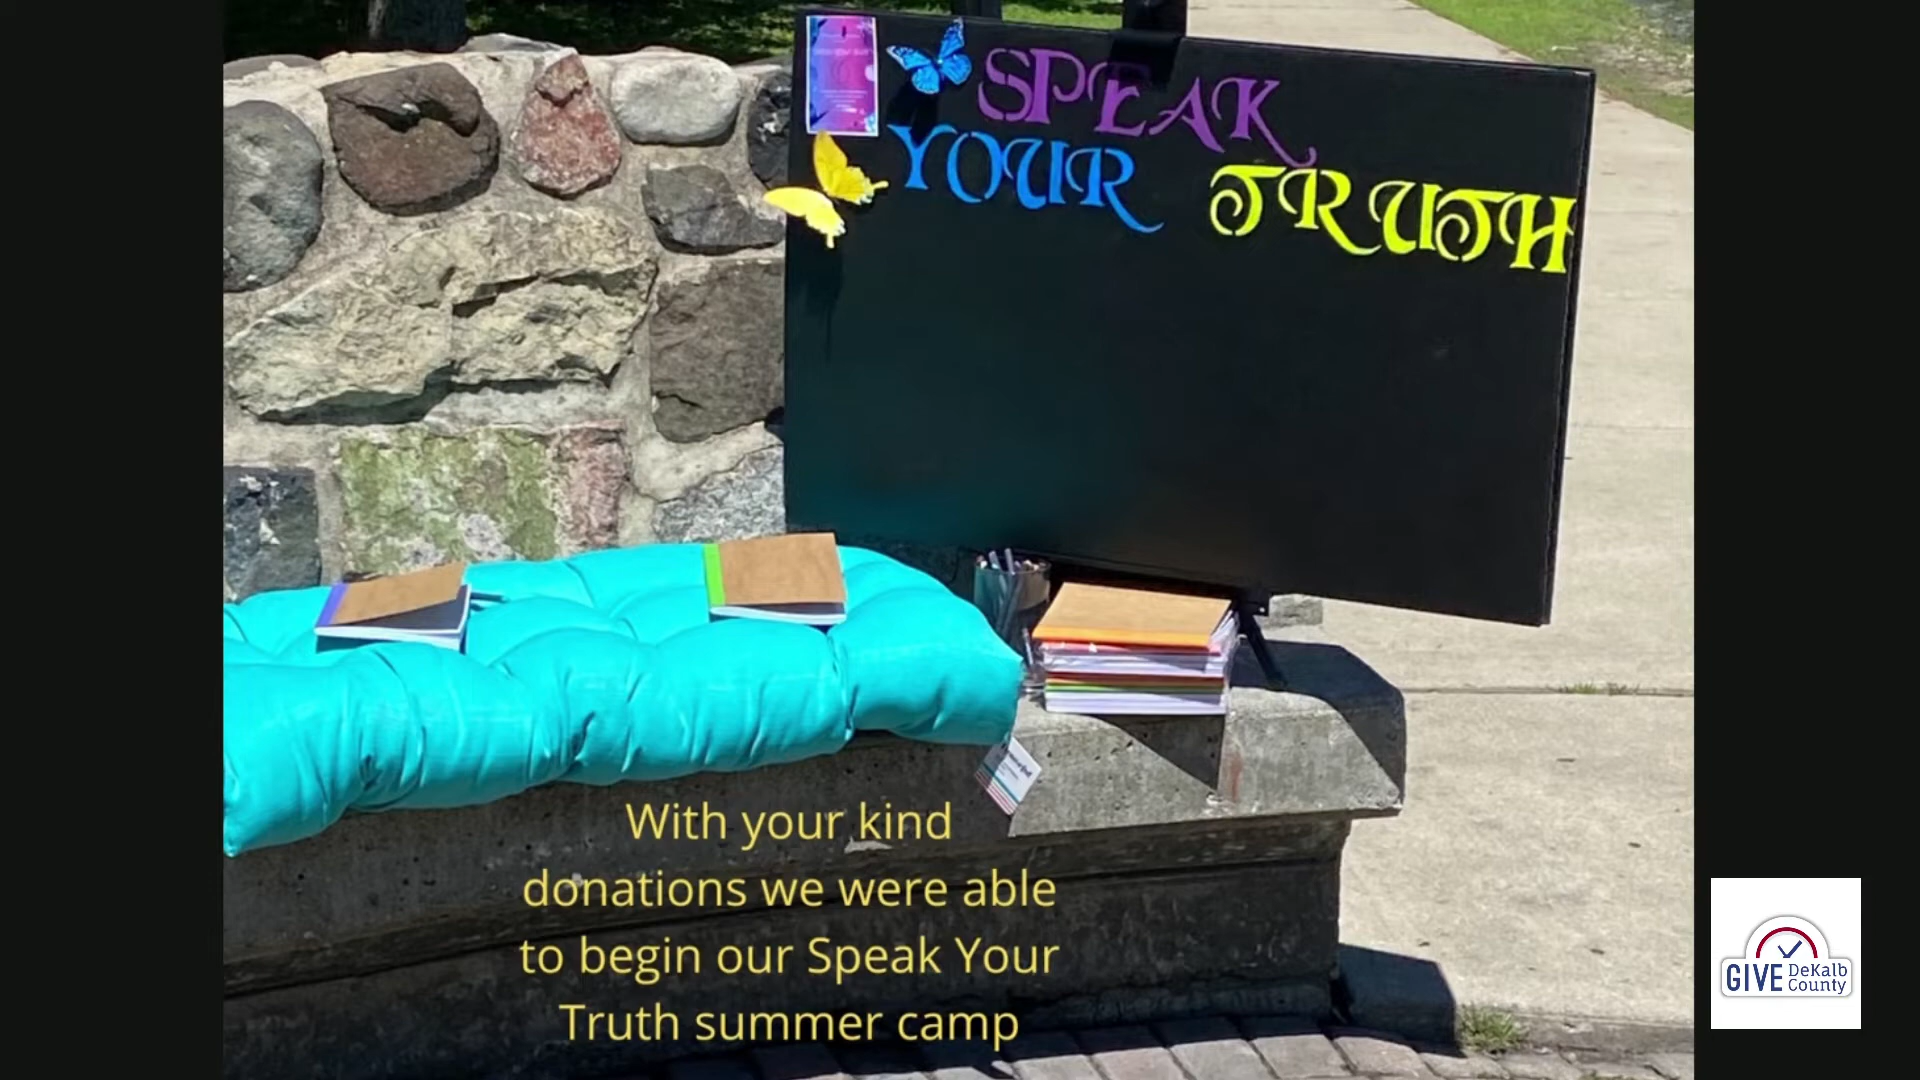 SPEAK
YOUR TRUTH
With your kind
donations we were able
to begin our Speak Your
Truth summer camp
GIVE DeKalb
County